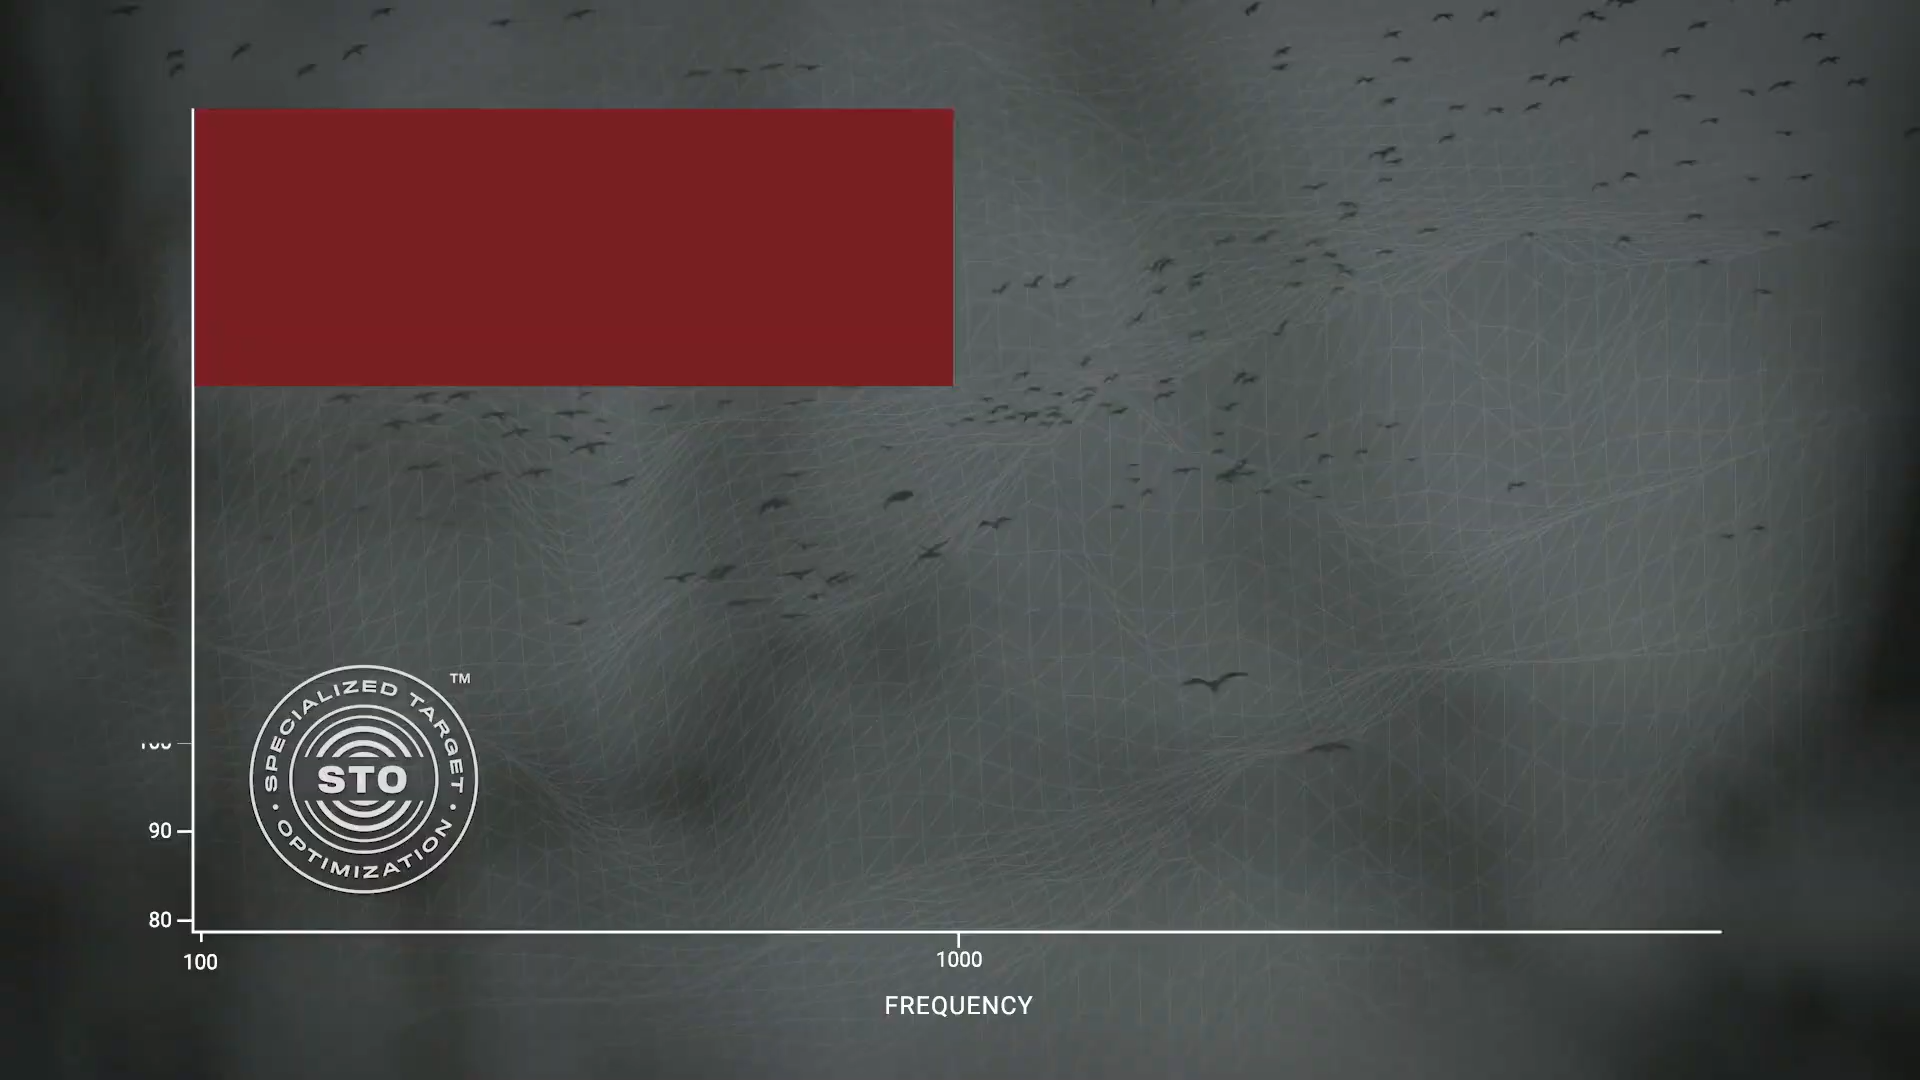 SPECIALIZED TARGET
™
STO
OPTIMIZATION
90
80
100
1000
FREQUENCY